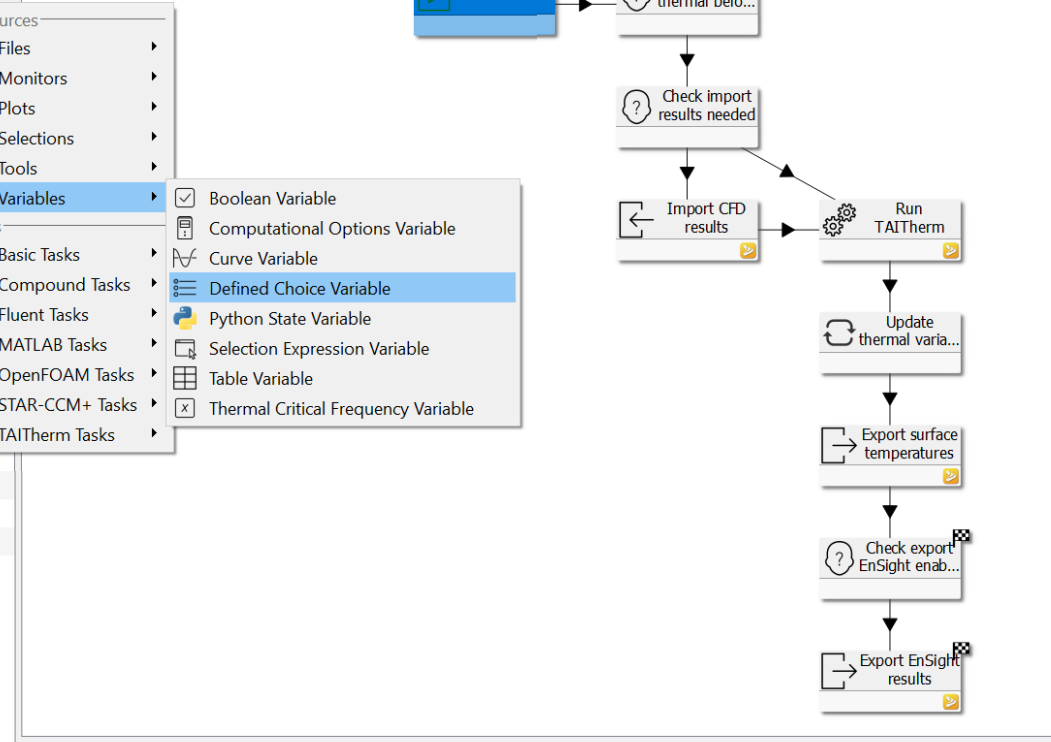 urces
Files
Monitors
Plots
Selections
Tools
Variables
s
Basic Tasks
Compound Tasks
Fluent Tasks
MATLAB Tasks
OpenFOAM Tasks
STAR-CCM+ Tasks
TAITherm Tasks
Boolean Variable
Computational Options Variable
Curve Variable
Defined Choice Variable
Python State Variable
Selection Expression Variable
Table Variable
x
Thermal Critical Frequency Variable
thermal befo...
?
Check import
results needed
Import CFD
results
Run
TAITherm
Update
thermal varia...
Export surface
temperatures
?
Check export
EnSight enab...
Export EnSight
results